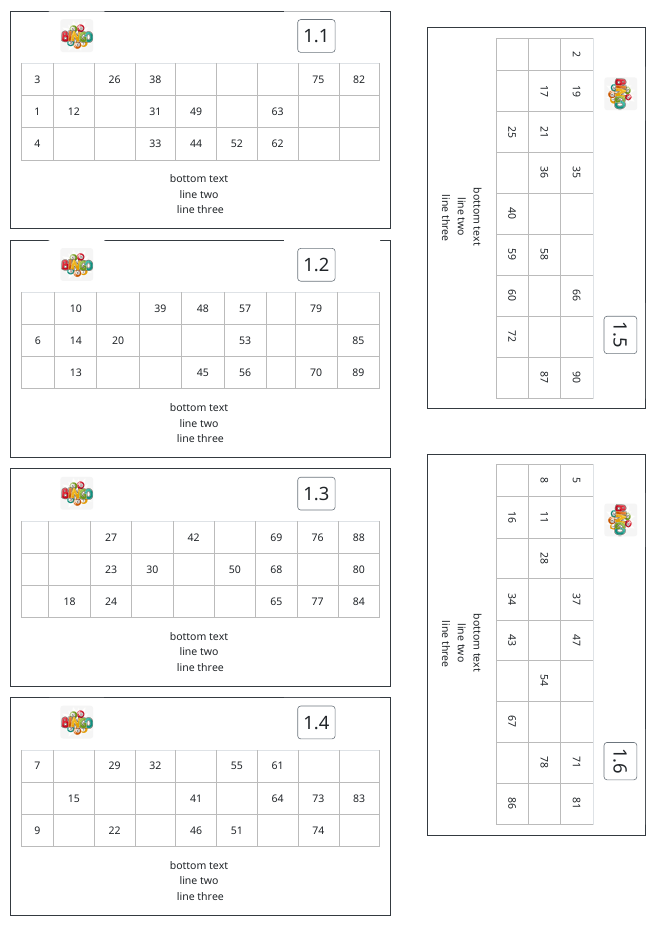 BINGO
1.1
3 26 38 75 82
1 12 31 49 63
4 33 44 52 62
bottom text
line two
line three
BINGO
1.2
10 39 48 57 79
6 14 20 53 85
13 45 56 70 89
bottom text
line two
line three
BINGO
1.3
27 42 69 76 88
23 30 50 68 80
18 24 65 77 84
bottom text
line two
line three
BINGO
1.4
7 29 32 55 61
15 41 64 73 83
9 22 46 51 74
bottom text
line two
line three
BINGO
1.5
2 19 35 66 90
17 21 36 58 87
25 40 59 60 72
bottom text
line two
line three
BINGO
1.6
5 37 47 71 81
8 11 28 54 78
16 34 43 67 86
bottom text
line two
line three